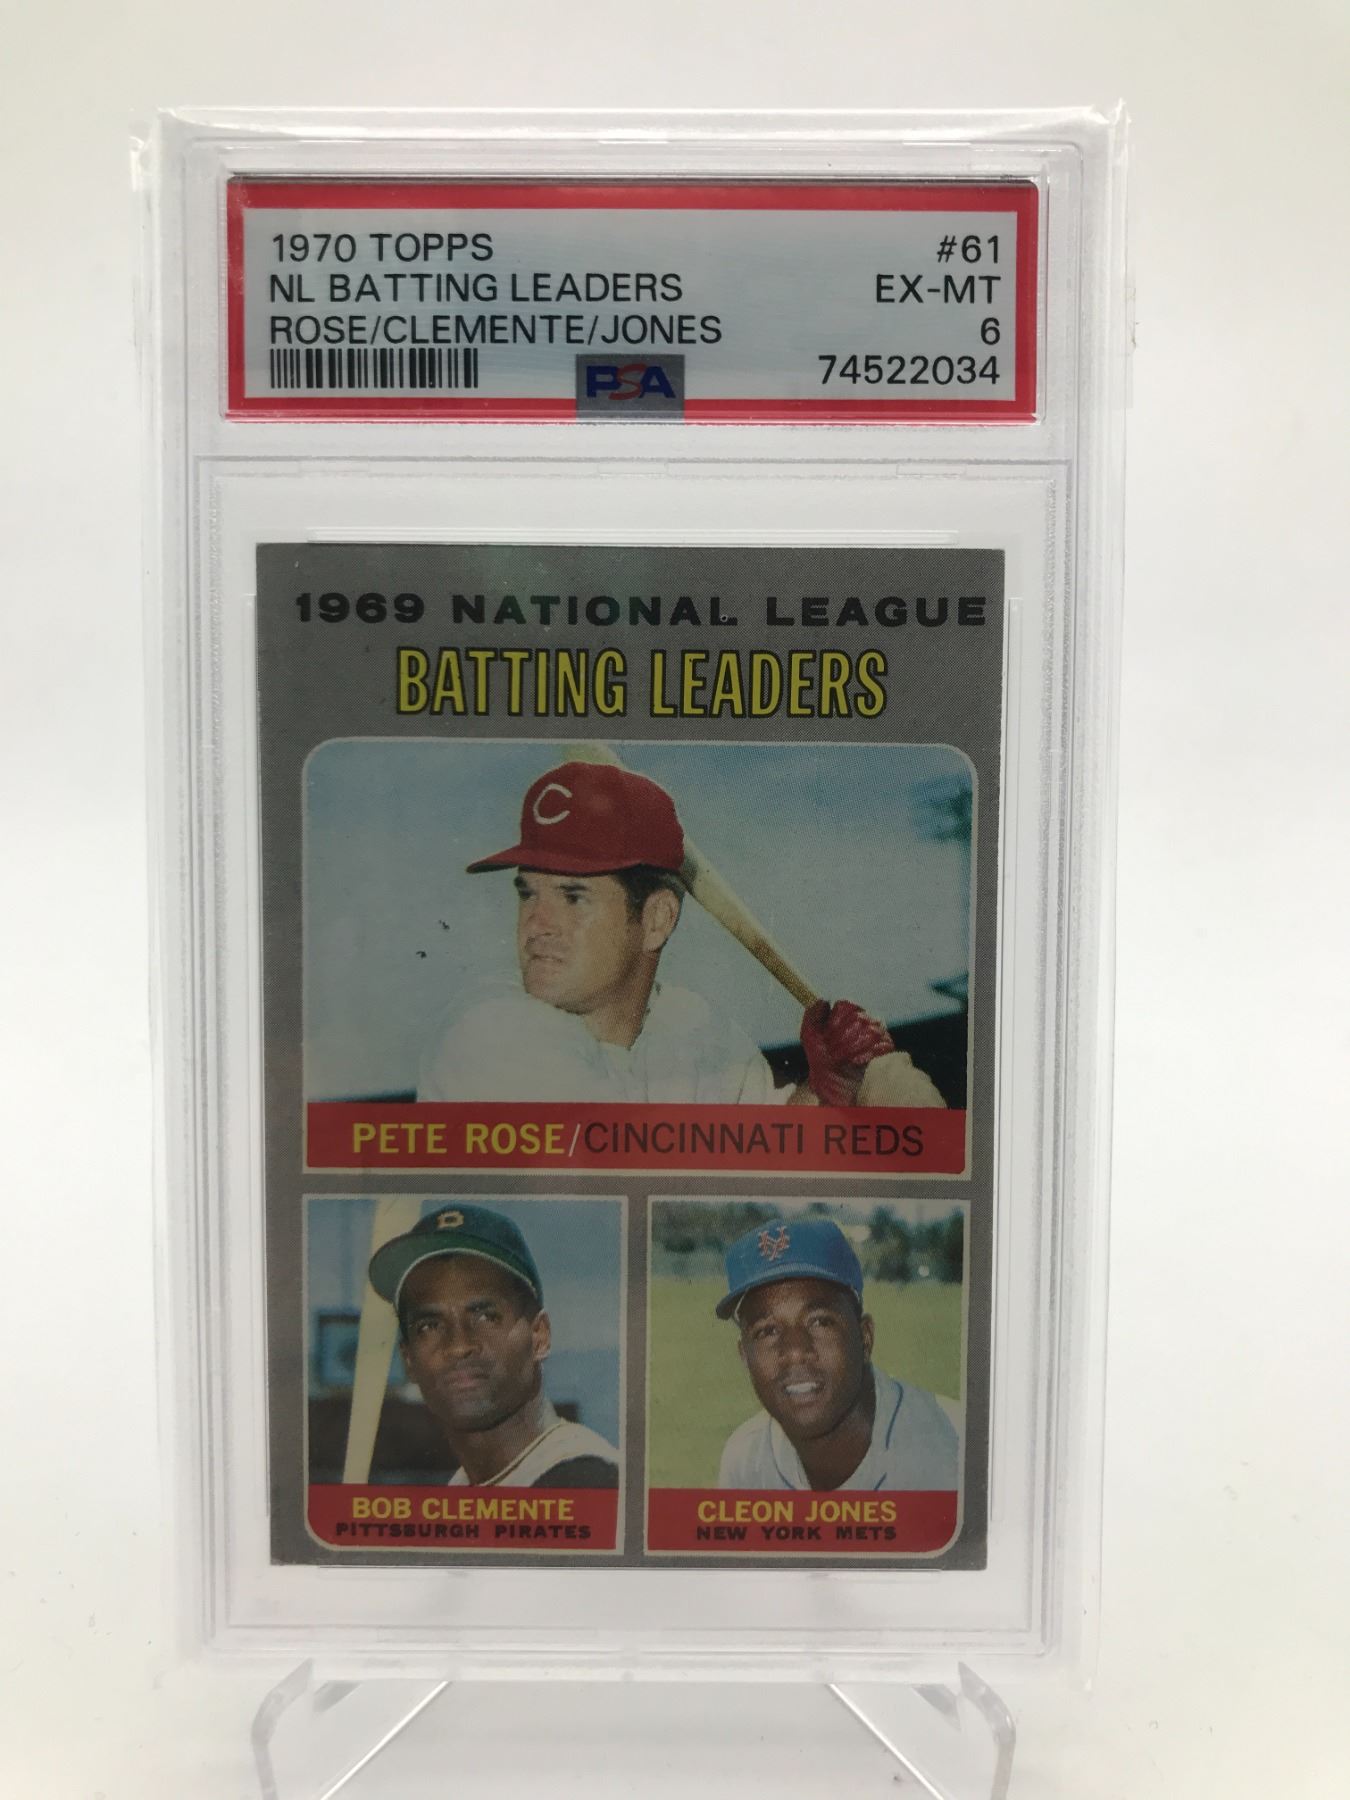 1970 TOPPS #61
NL BATTING LEADERS EX-MT
ROSE/CLEMENTE/JONES 6
PSA 74522034
1969 NATIONAL LEAGUE
BATTING LEADERS
C
PETE ROSE/CINCINNATI REDS
B
NY
BOB CLEMENTE
PITTSBURGH PIRATES
CLEON JONES
NEW YORK METS